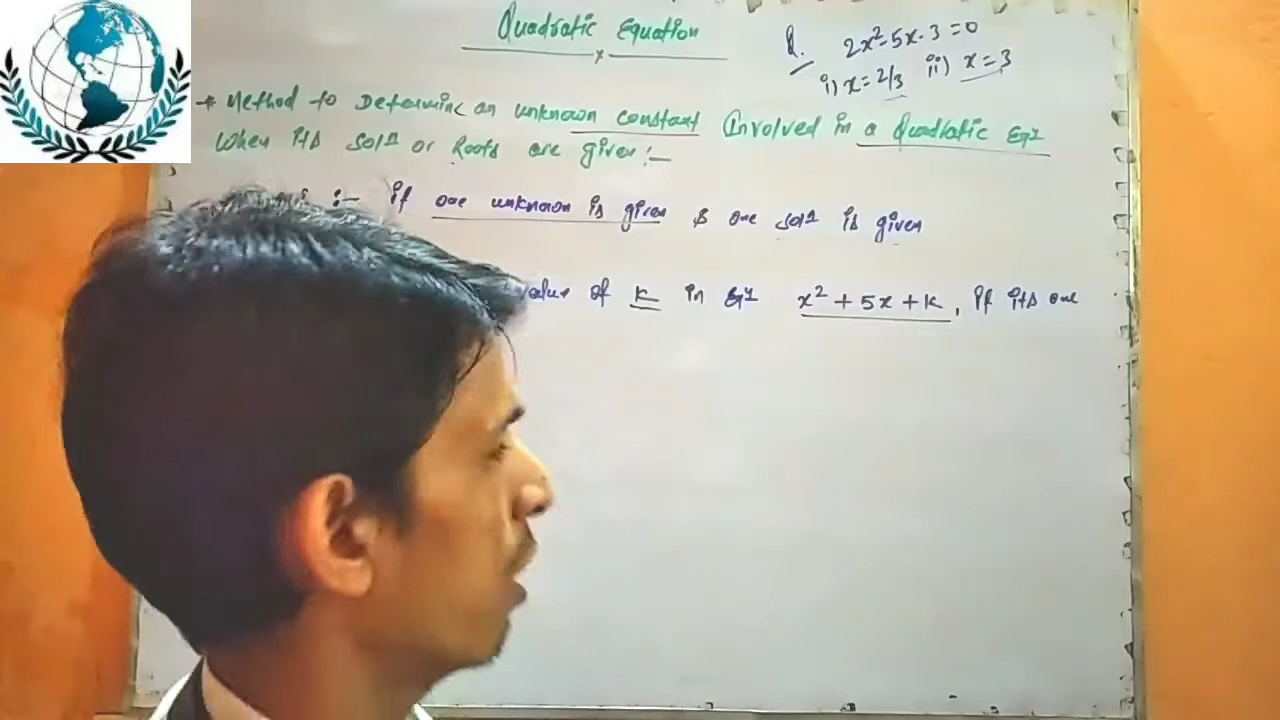 Quadratic Equation
Q. 2x²-5x-3=0
i) x=2/3 ii) x=3
* Method to Determine an unknown constant Involved in a Quadratic Eqⁿ
When its solⁿ or Roots are given:-
:- if one unknown is given & one solⁿ is given
value of k in Eqⁿ x²+5x+k, if its one